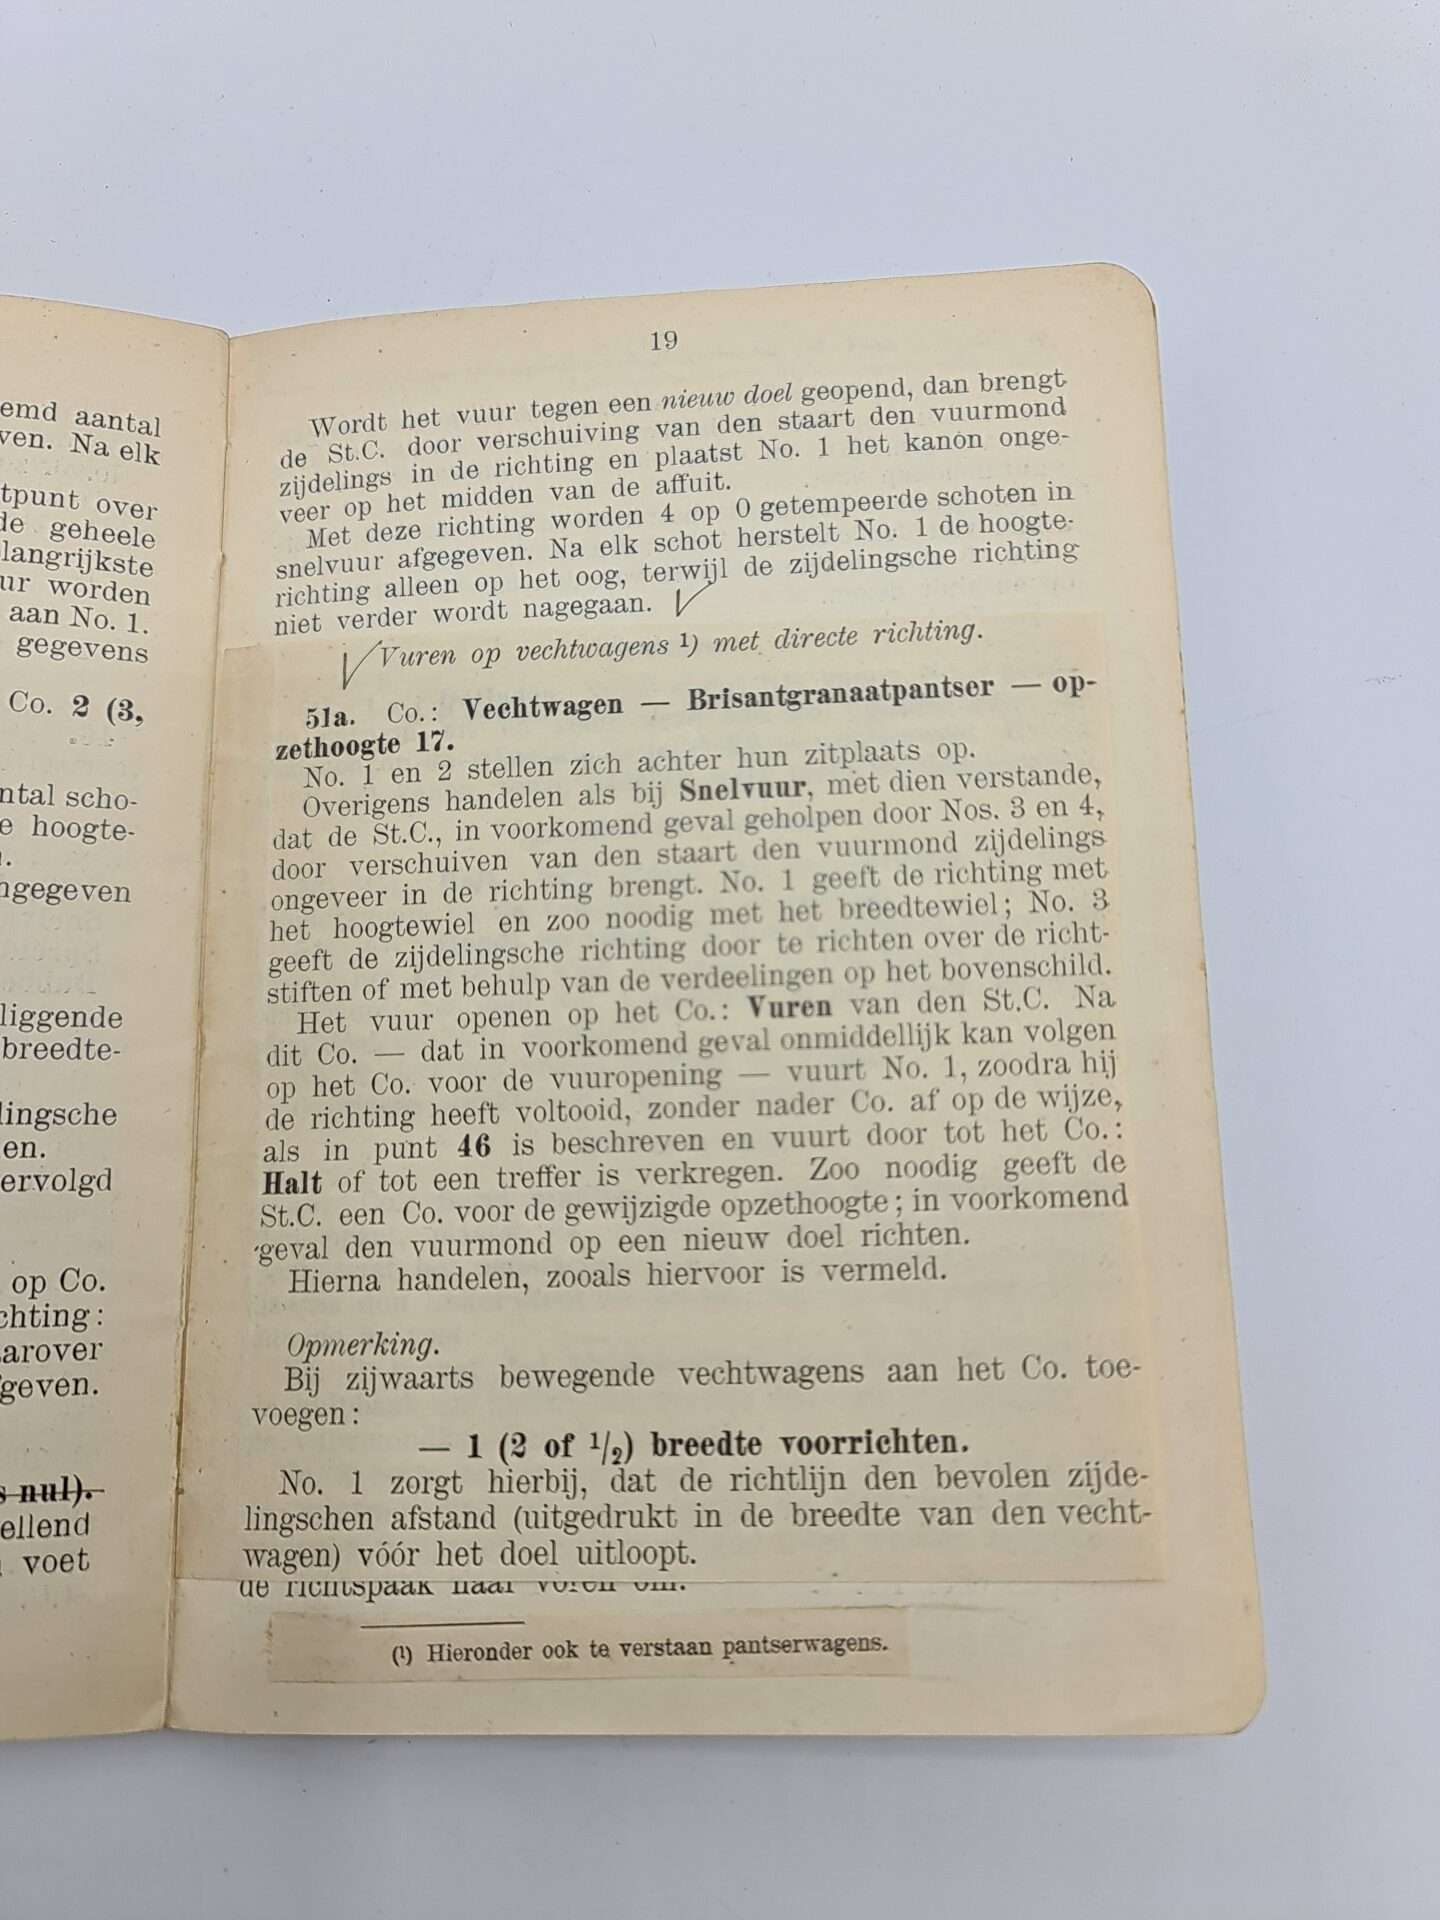 emd aantal
ven. Na elk
tpunt over
de geheele
langrijkste
ur worden
aan No. 1.
gegevens
Co. 2 (3,
ntal scho-
e hoogte-
ngegeven
liggende
breedte-
lingsche
en.
ervolgd
op Co.
chting:
arover
geven.
s nul).
ellend
voet
19
Wordt het vuur tegen een nieuw doel geopend, dan brengt
de St.C. door verschuiving van den staart den vuurmond
zijdelings in de richting en plaatst No. 1 het kanón onge-
veer op het midden van de affuit.
Met deze richting worden 4 op 0 getempeerde schoten in
snelvuur afgegeven. Na elk schot herstelt No. 1 de hoogte-
richting alleen op het oog, terwijl de zijdelingsche richting
niet verder wordt nagegaan.
Vuren op vechtwagens ¹) met directe richting.
51a. Co.: Vechtwagen — Brisantgranaatpantser — op-
zethoogte 17.
No. 1 en 2 stellen zich achter hun zitplaats op.
Overigens handelen als bij Snelvuur, met dien verstande,
dat de St.C., in voorkomend geval geholpen door Nos. 3 en 4,
door verschuiven van den staart den vuurmond zijdelings
ongeveer in de richting brengt. No. 1 geeft de richting met
het hoogtewiel en zoo noodig met het breedtewiel; No. 3
geeft de zijdelingsche richting door te richten over de richt-
stiften of met behulp van de verdeelingen op het bovenschild.
Het vuur openen op het Co.: Vuren van den St.C. Na
dit Co. — dat in voorkomend geval onmiddellijk kan volgen
op het Co. voor de vuuropening — vuurt No. 1, zoodra hij
de richting heeft voltooid, zonder nader Co. af op de wijze,
als in punt 46 is beschreven en vuurt door tot het Co.:
Halt of tot een treffer is verkregen. Zoo noodig geeft de
St.C. een Co. voor de gewijzigde opzethoogte; in voorkomend
geval den vuurmond op een nieuw doel richten.
Hierna handelen, zooals hiervoor is vermeld.
Opmerking.
Bij zijwaarts bewegende vechtwagens aan het Co. toe-
voegen:
— 1 (2 of ½) breedte voorrichten.
No. 1 zorgt hierbij, dat de richtlijn den bevolen zijde-
lingschen afstand (uitgedrukt in de breedte van den vecht-
wagen) vóór het doel uitloopt.
de richtspaak naar voren om.
(¹) Hieronder ook te verstaan pantserwagens.